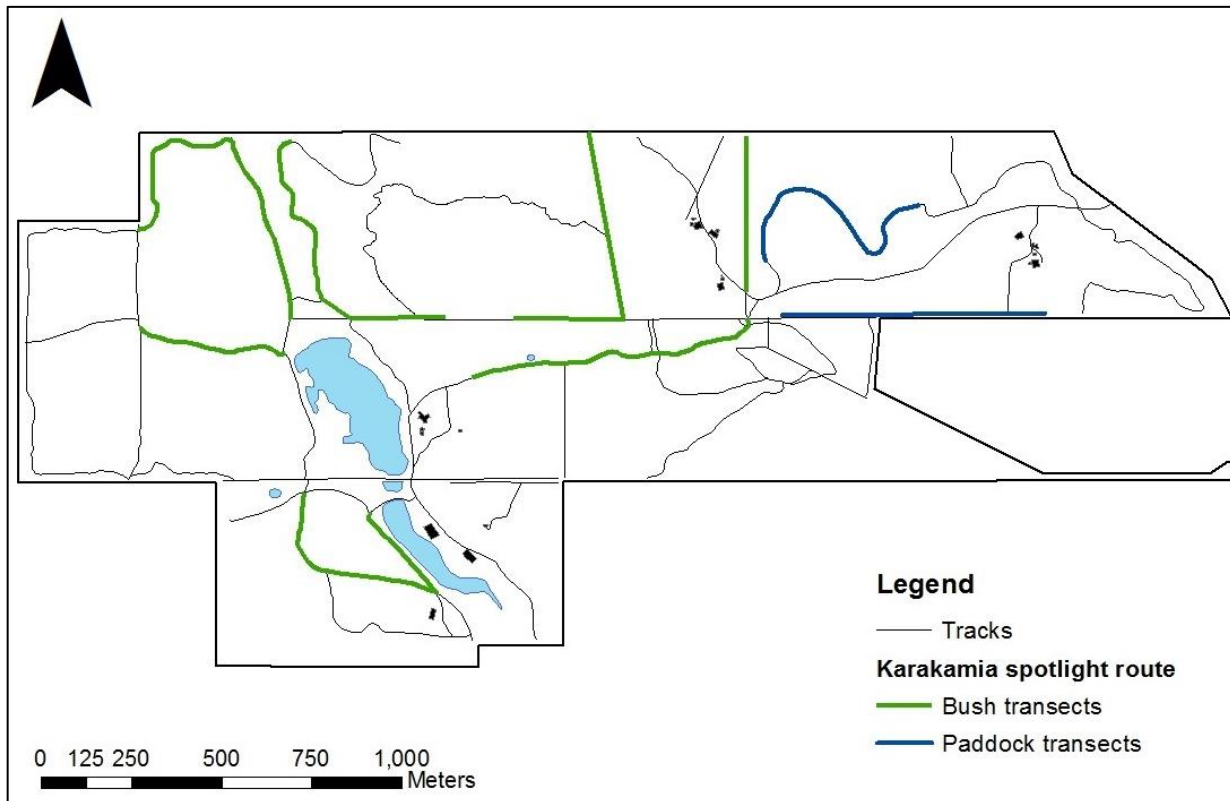 Legend
Tracks
Karakamia spotlight route
Bush transects
Paddock transects
0 125 250 500 750 1,000
Meters